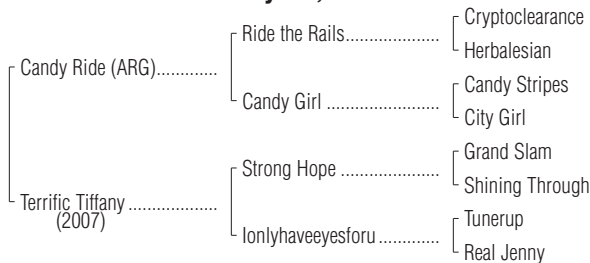 Cryptoclearance
Ride the Rails....................
Herbalesian
Candy Ride (ARG).............
Candy Stripes
Candy Girl ........................
City Girl
Grand Slam
Strong Hope .....................
Shining Through
Terrific Tiffany ...................
(2007)
Tunerup
Ionlyhaveeyesforu.............
Real Jenny